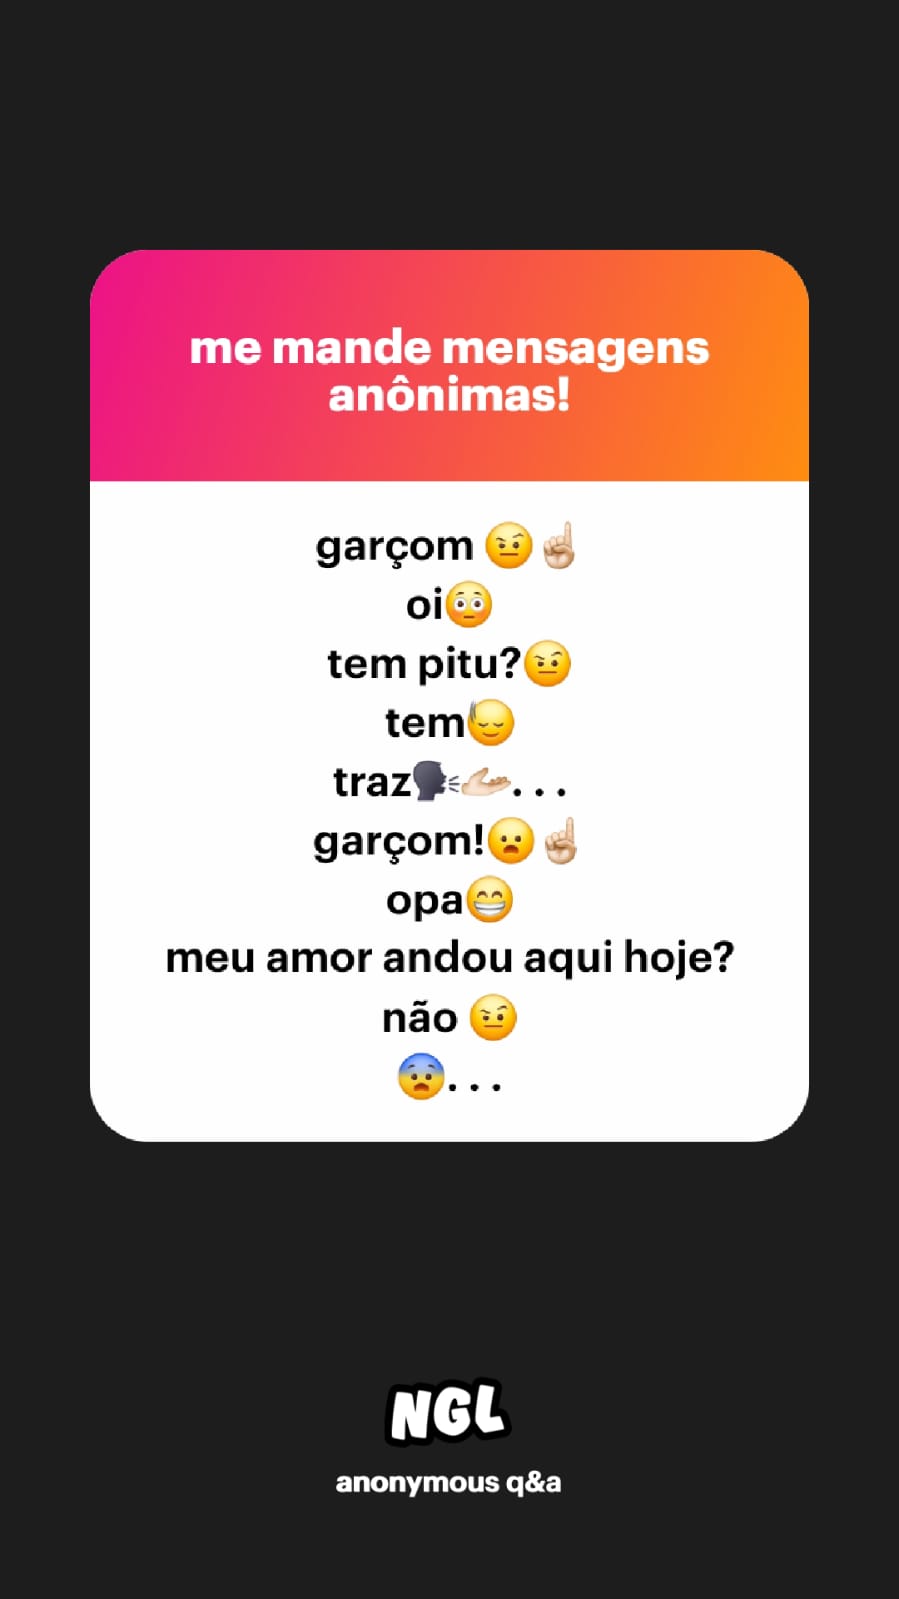 me mande mensagens
anônimas!
garçom 🤨☝🏻
oi😳
tem pitu?🤨
tem😓
traz🗣🫴🏻...
garçom!😦☝🏻
opa😁
meu amor andou aqui hoje?
não 🤨
😨...
NGL
anonymous q&a